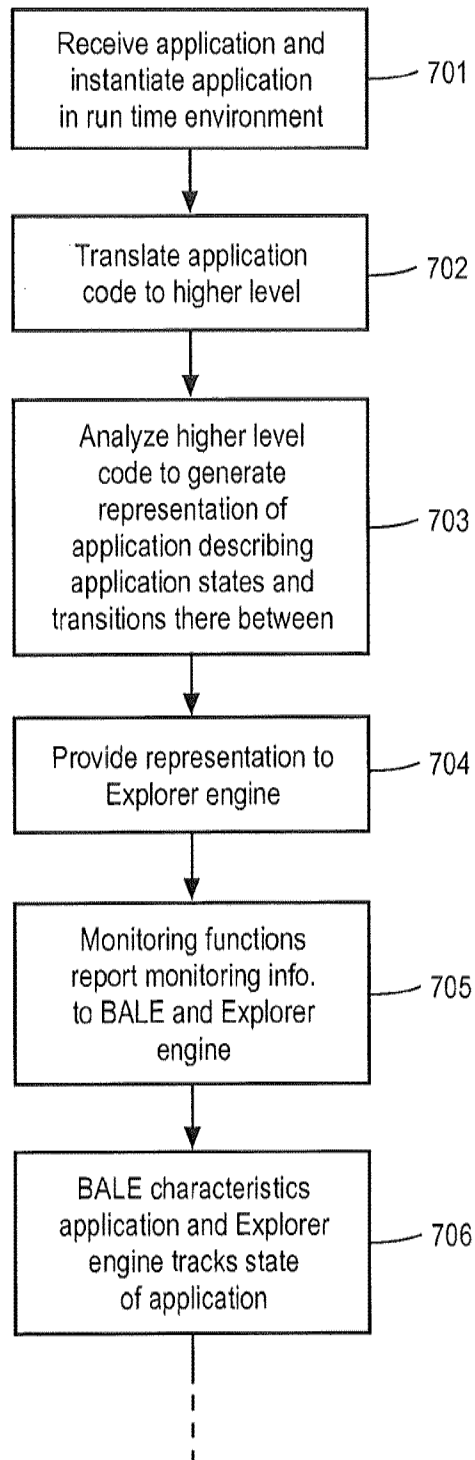 Receive application and
instantiate application
in run time environment
701
Translate application
code to higher level
702
Analyze higher level
code to generate
representation of
application describing
application states and
transitions there between
703
Provide representation to
Explorer engine
704
Monitoring functions
report monitoring info.
to BALE and Explorer
engine
705
BALE characteristics
application and Explorer
engine tracks state
of application
706